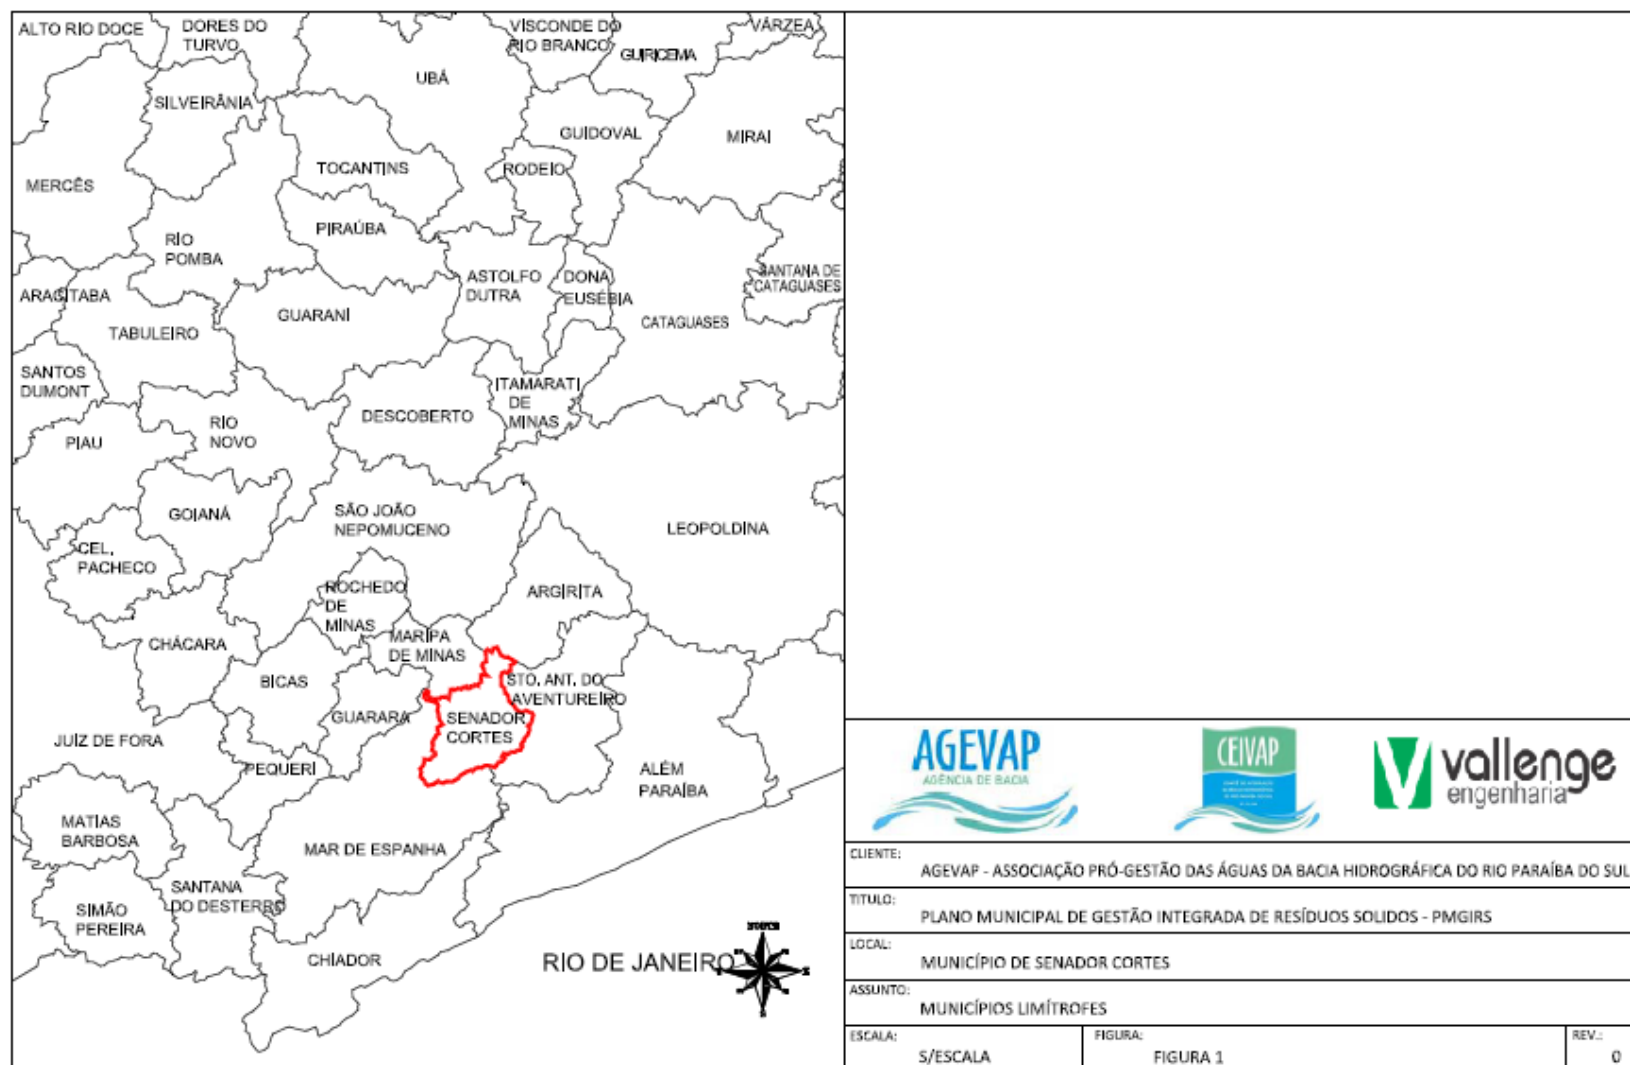 ALTO RIO DOCE
DORES DO
TURVO
VISCONDE DO
RIO BRANCO
GUIRICEMA
VÁRZEA
UBÁ
SILVEIRÂNIA
GUIDOVAL
MIRAI
TOCANTINS
RODEIO
MERCÊS
PIRAÚBA
RIO
POMBA
ASTOLFO
DUTRA
DONA
EUSÉBIA
SANTANA DE
CATAGUASES
ARACITABA
GUARANI
TABULEIRO
CATAGUASES
SANTOS
DUMONT
ITAMARATI
DE
MINAS
DESCOBERTO
RIO
NOVO
PIAU
GOIANÁ
SÃO JOÃO
NEPOMUCENO
LEOPOLDINA
CEL.
PACHECO
ROCHEDO
DE
MINAS
ARGIRITA
CHÁCARA
MARIPA
DE MINAS
BICAS
STO. ANT. DO
AVENTUREIRO
GUARARA
SENADOR
CORTES
JUIZ DE FORA
PEQUERI
ALÉM
PARAÍBA
MATIAS
BARBOSA
MAR DE ESPANHA
SANTANA
DO DESTERRO
SIMÃO
PEREIRA
CHIADOR
RIO DE JANEIRO
AGEVAP
AGÊNCIA DE BACIA
CEIVAP
vallenge
engenharia
CLIENTE:
AGEVAP - ASSOCIAÇÃO PRÓ-GESTÃO DAS ÁGUAS DA BACIA HIDROGRÁFICA DO RIO PARAÍBA DO SUL
TITULO:
PLANO MUNICIPAL DE GESTÃO INTEGRADA DE RESÍDUOS SOLIDOS - PMGIRS
LOCAL:
MUNICÍPIO DE SENADOR CORTES
ASSUNTO:
MUNICÍPIOS LIMÍTROFES
ESCALA:
S/ESCALA
FIGURA:
FIGURA 1
REV.:
0